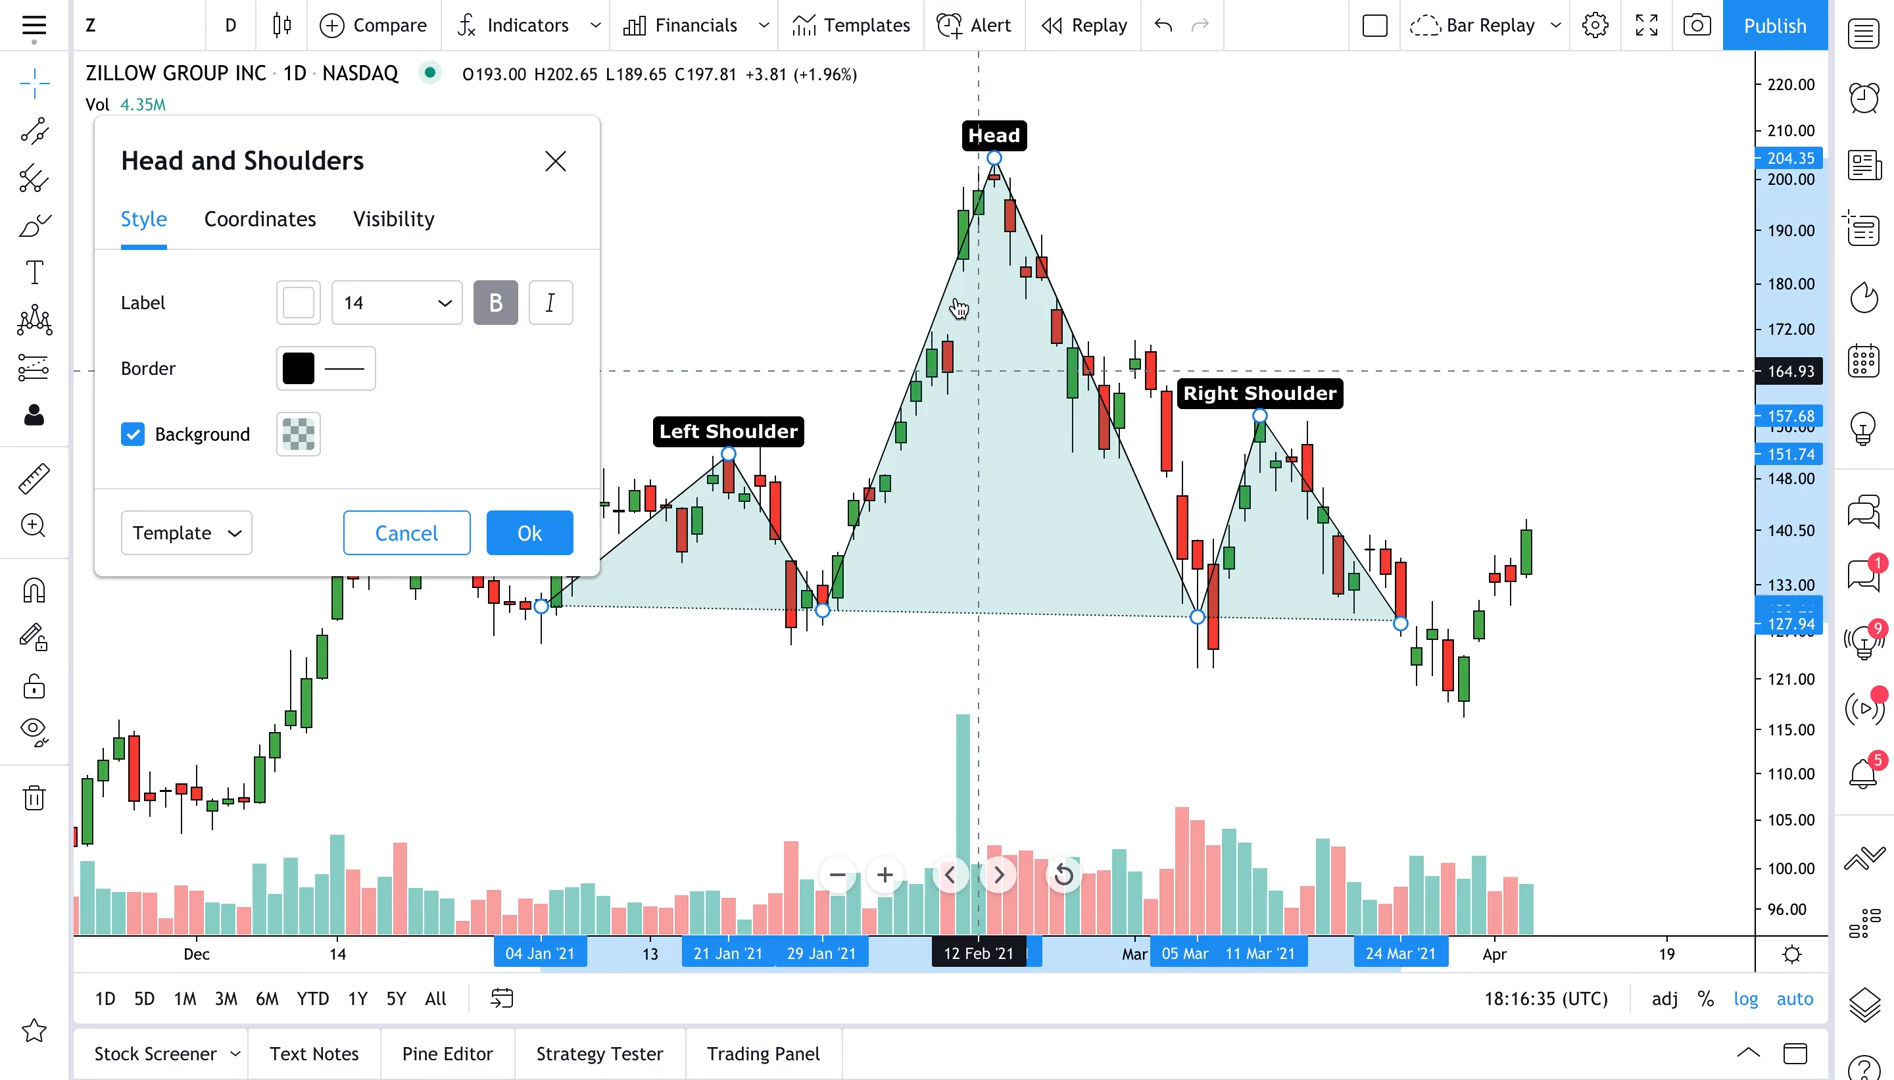 Z D Compare Indicators Financials Templates Alert Replay Bar Replay Publish
ZILLOW GROUP INC · 1D · NASDAQ O193.00 H202.65 L189.65 C197.81 +3.81 (+1.96%)
Vol 4.35M
Head and Shoulders
Style Coordinates Visibility
Label 14 B I
Border
Background
Template Cancel Ok
Head
Left Shoulder
Right Shoulder
220.00
210.00
204.35
200.00
190.00
180.00
172.00
164.93
157.68
151.74
148.00
140.50
133.00
127.94
121.00
115.00
110.00
105.00
100.00
96.00
1
9
5
Dec 14 04 Jan '21 13 21 Jan '21 29 Jan '21 12 Feb '21 Mar 05 Mar 11 Mar '21 24 Mar '21 Apr 19
1D 5D 1M 3M 6M YTD 1Y 5Y All 18:16:35 (UTC) adj % log auto
Stock Screener Text Notes Pine Editor Strategy Tester Trading Panel